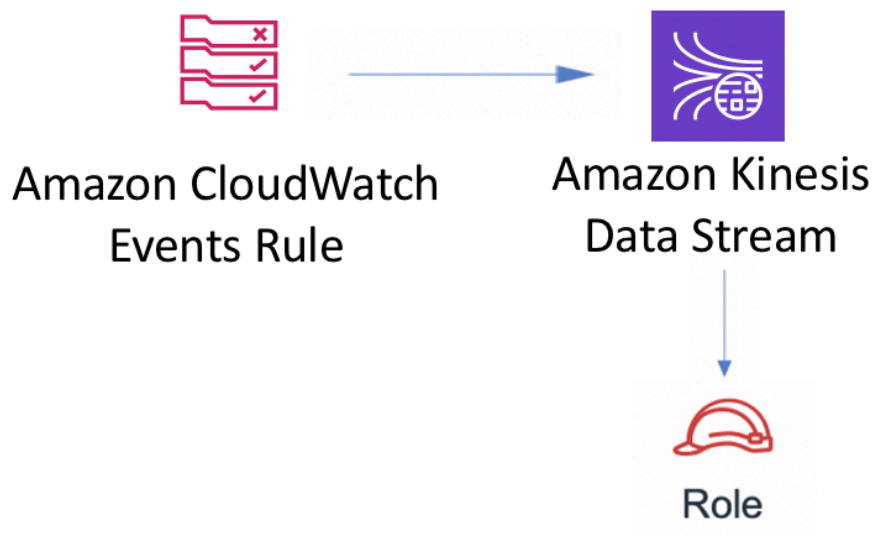 Amazon CloudWatch
Events Rule
Amazon Kinesis
Data Stream
Role